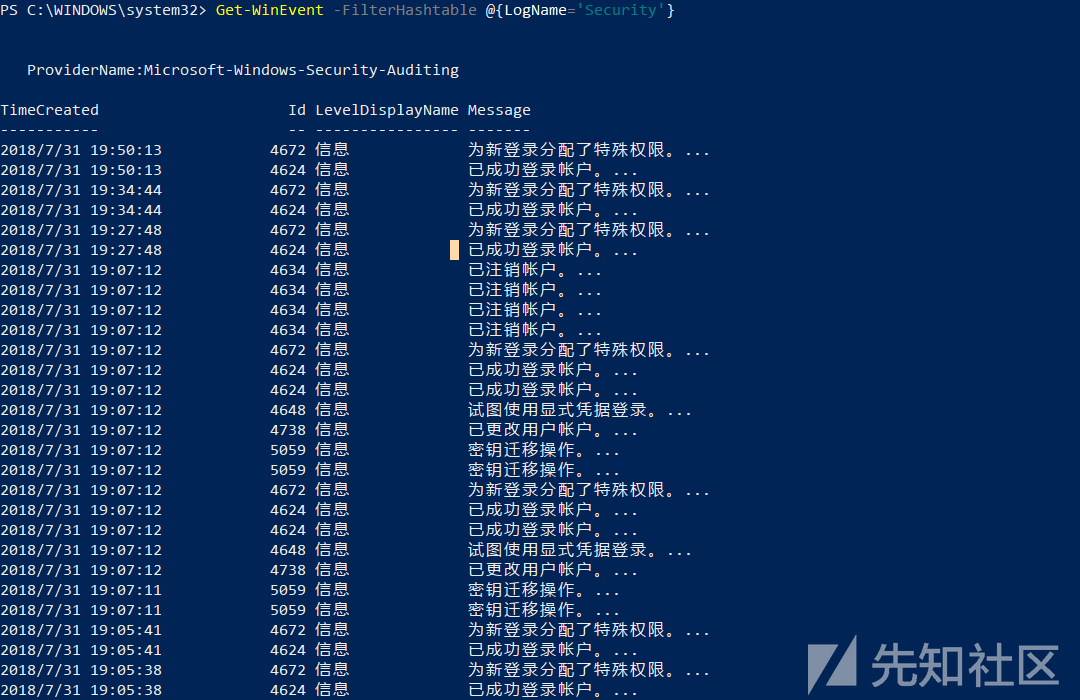 PS C:\WINDOWS\system32> Get-WinEvent -FilterHashtable @{LogName='Security'}
ProviderName:Microsoft-Windows-Security-Auditing
TimeCreated Id LevelDisplayName Message
----------- -- ---------------- -------
2018/7/31 19:50:13 4672 信息 为新登录分配了特殊权限。...
2018/7/31 19:50:13 4624 信息 已成功登录帐户。...
2018/7/31 19:34:44 4672 信息 为新登录分配了特殊权限。...
2018/7/31 19:34:44 4624 信息 已成功登录帐户。...
2018/7/31 19:27:48 4672 信息 为新登录分配了特殊权限。...
2018/7/31 19:27:48 4624 信息 已成功登录帐户。...
2018/7/31 19:07:12 4634 信息 已注销帐户。...
2018/7/31 19:07:12 4634 信息 已注销帐户。...
2018/7/31 19:07:12 4634 信息 已注销帐户。...
2018/7/31 19:07:12 4634 信息 已注销帐户。...
2018/7/31 19:07:12 4672 信息 为新登录分配了特殊权限。...
2018/7/31 19:07:12 4624 信息 已成功登录帐户。...
2018/7/31 19:07:12 4624 信息 已成功登录帐户。...
2018/7/31 19:07:12 4648 信息 试图使用显式凭据登录。...
2018/7/31 19:07:12 4738 信息 已更改用户帐户。...
2018/7/31 19:07:12 5059 信息 密钥迁移操作。...
2018/7/31 19:07:12 5059 信息 密钥迁移操作。...
2018/7/31 19:07:12 4672 信息 为新登录分配了特殊权限。...
2018/7/31 19:07:12 4624 信息 已成功登录帐户。...
2018/7/31 19:07:12 4624 信息 已成功登录帐户。...
2018/7/31 19:07:12 4648 信息 试图使用显式凭据登录。...
2018/7/31 19:07:12 4738 信息 已更改用户帐户。...
2018/7/31 19:07:11 5059 信息 密钥迁移操作。...
2018/7/31 19:07:11 5059 信息 密钥迁移操作。...
2018/7/31 19:05:41 4672 信息 为新登录分配了特殊权限。...
2018/7/31 19:05:41 4624 信息 已成功登录帐户。...
2018/7/31 19:05:38 4672 信息 为新登录分配了特殊权限。...
2018/7/31 19:05:38 4624 信息 已成功登录帐户。...
先知社区